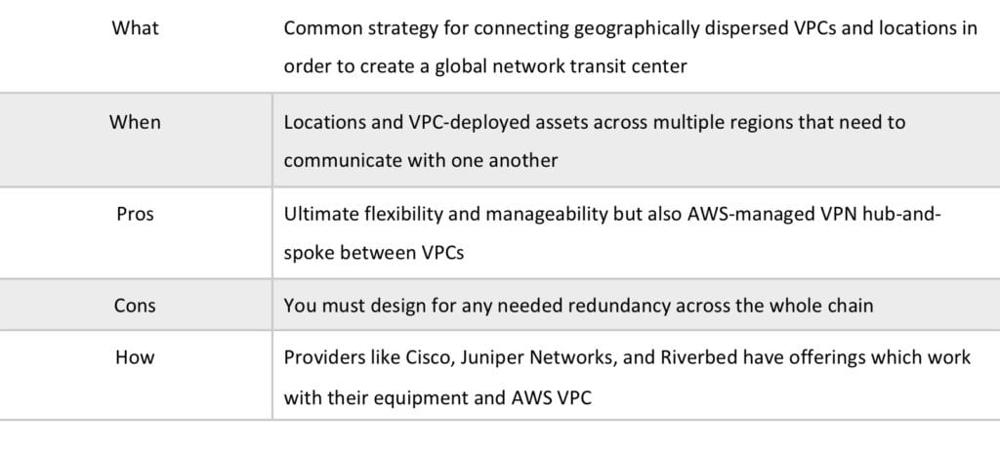 What
Common strategy for connecting geographically dispersed VPCs and locations in
order to create a global network transit center
When
Locations and VPC-deployed assets across multiple regions that need to
communicate with one another
Pros
Ultimate flexibility and manageability but also AWS-managed VPN hub-and-
spoke between VPCs
Cons
You must design for any needed redundancy across the whole chain
How
Providers like Cisco, Juniper Networks, and Riverbed have offerings which work
with their equipment and AWS VPC